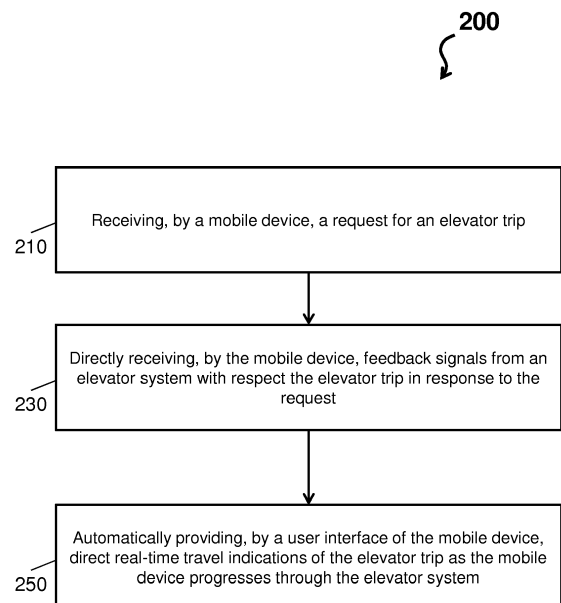 200
Receiving, by a mobile device, a request for an elevator trip
210
Directly receiving, by the mobile device, feedback signals from an
elevator system with respect the elevator trip in response to the
request
230
Automatically providing, by a user interface of the mobile device,
direct real-time travel indications of the elevator trip as the mobile
device progresses through the elevator system
250